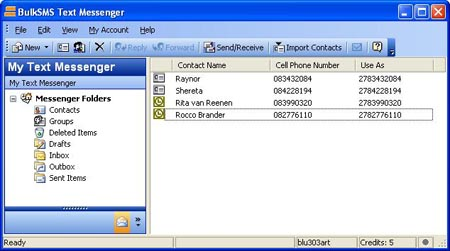 BulkSMS Text Messenger
File Edit View My Account Help
New Reply Forward Send/Receive Import Contacts
My Text Messenger
My Text Messenger
Messenger Folders
Contacts
Groups
Deleted Items
Drafts
Inbox
Outbox
Sent Items
Contact Name Cell Phone Number Use As
Raynor 083432084 2783432084
Shereta 084228194 2784228194
Rita van Reenen 083990320 2783990320
Rocco Brander 082776110 2782776110
Ready blu303art Credits: 5